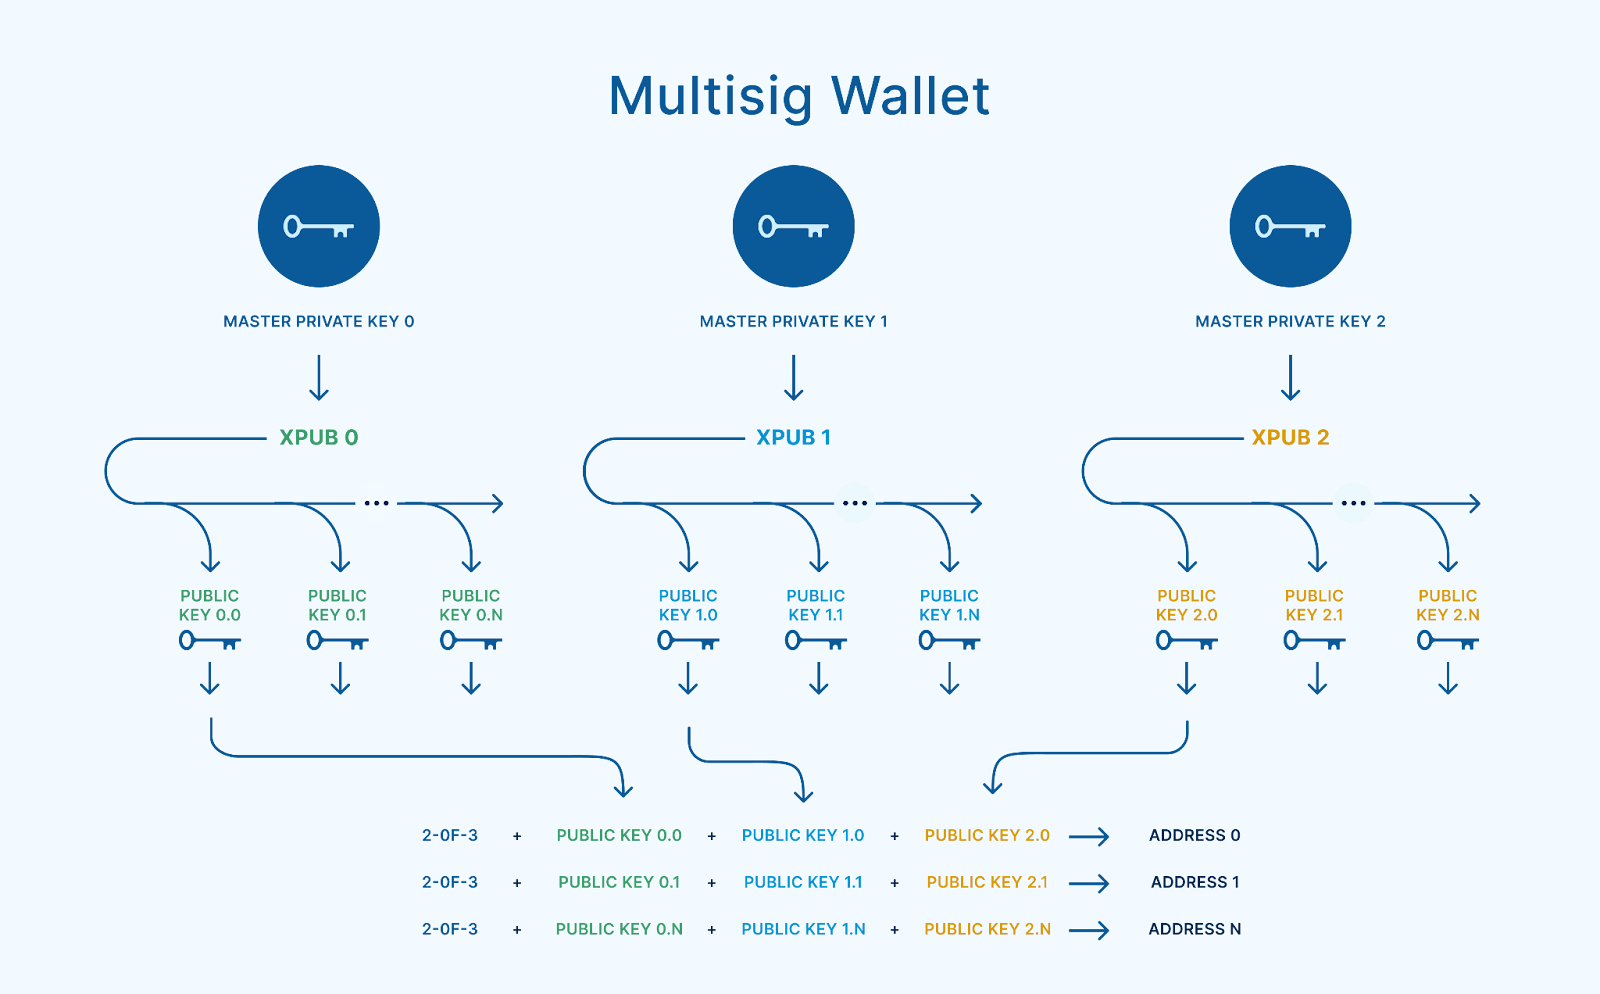 Multisig Wallet
MASTER PRIVATE KEY 0
MASTER PRIVATE KEY 1
MASTER PRIVATE KEY 2
XPUB 0
XPUB 1
XPUB 2
PUBLIC
KEY 0.0
PUBLIC
KEY 0.1
PUBLIC
KEY 0.N
PUBLIC
KEY 1.0
PUBLIC
KEY 1.1
PUBLIC
KEY 1.N
PUBLIC
KEY 2.0
PUBLIC
KEY 2.1
PUBLIC
KEY 2.N
2-0F-3 + PUBLIC KEY 0.0 + PUBLIC KEY 1.0 + PUBLIC KEY 2.0 → ADDRESS 0
2-0F-3 + PUBLIC KEY 0.1 + PUBLIC KEY 1.1 + PUBLIC KEY 2.1 → ADDRESS 1
2-0F-3 + PUBLIC KEY 0.N + PUBLIC KEY 1.N + PUBLIC KEY 2.N → ADDRESS N